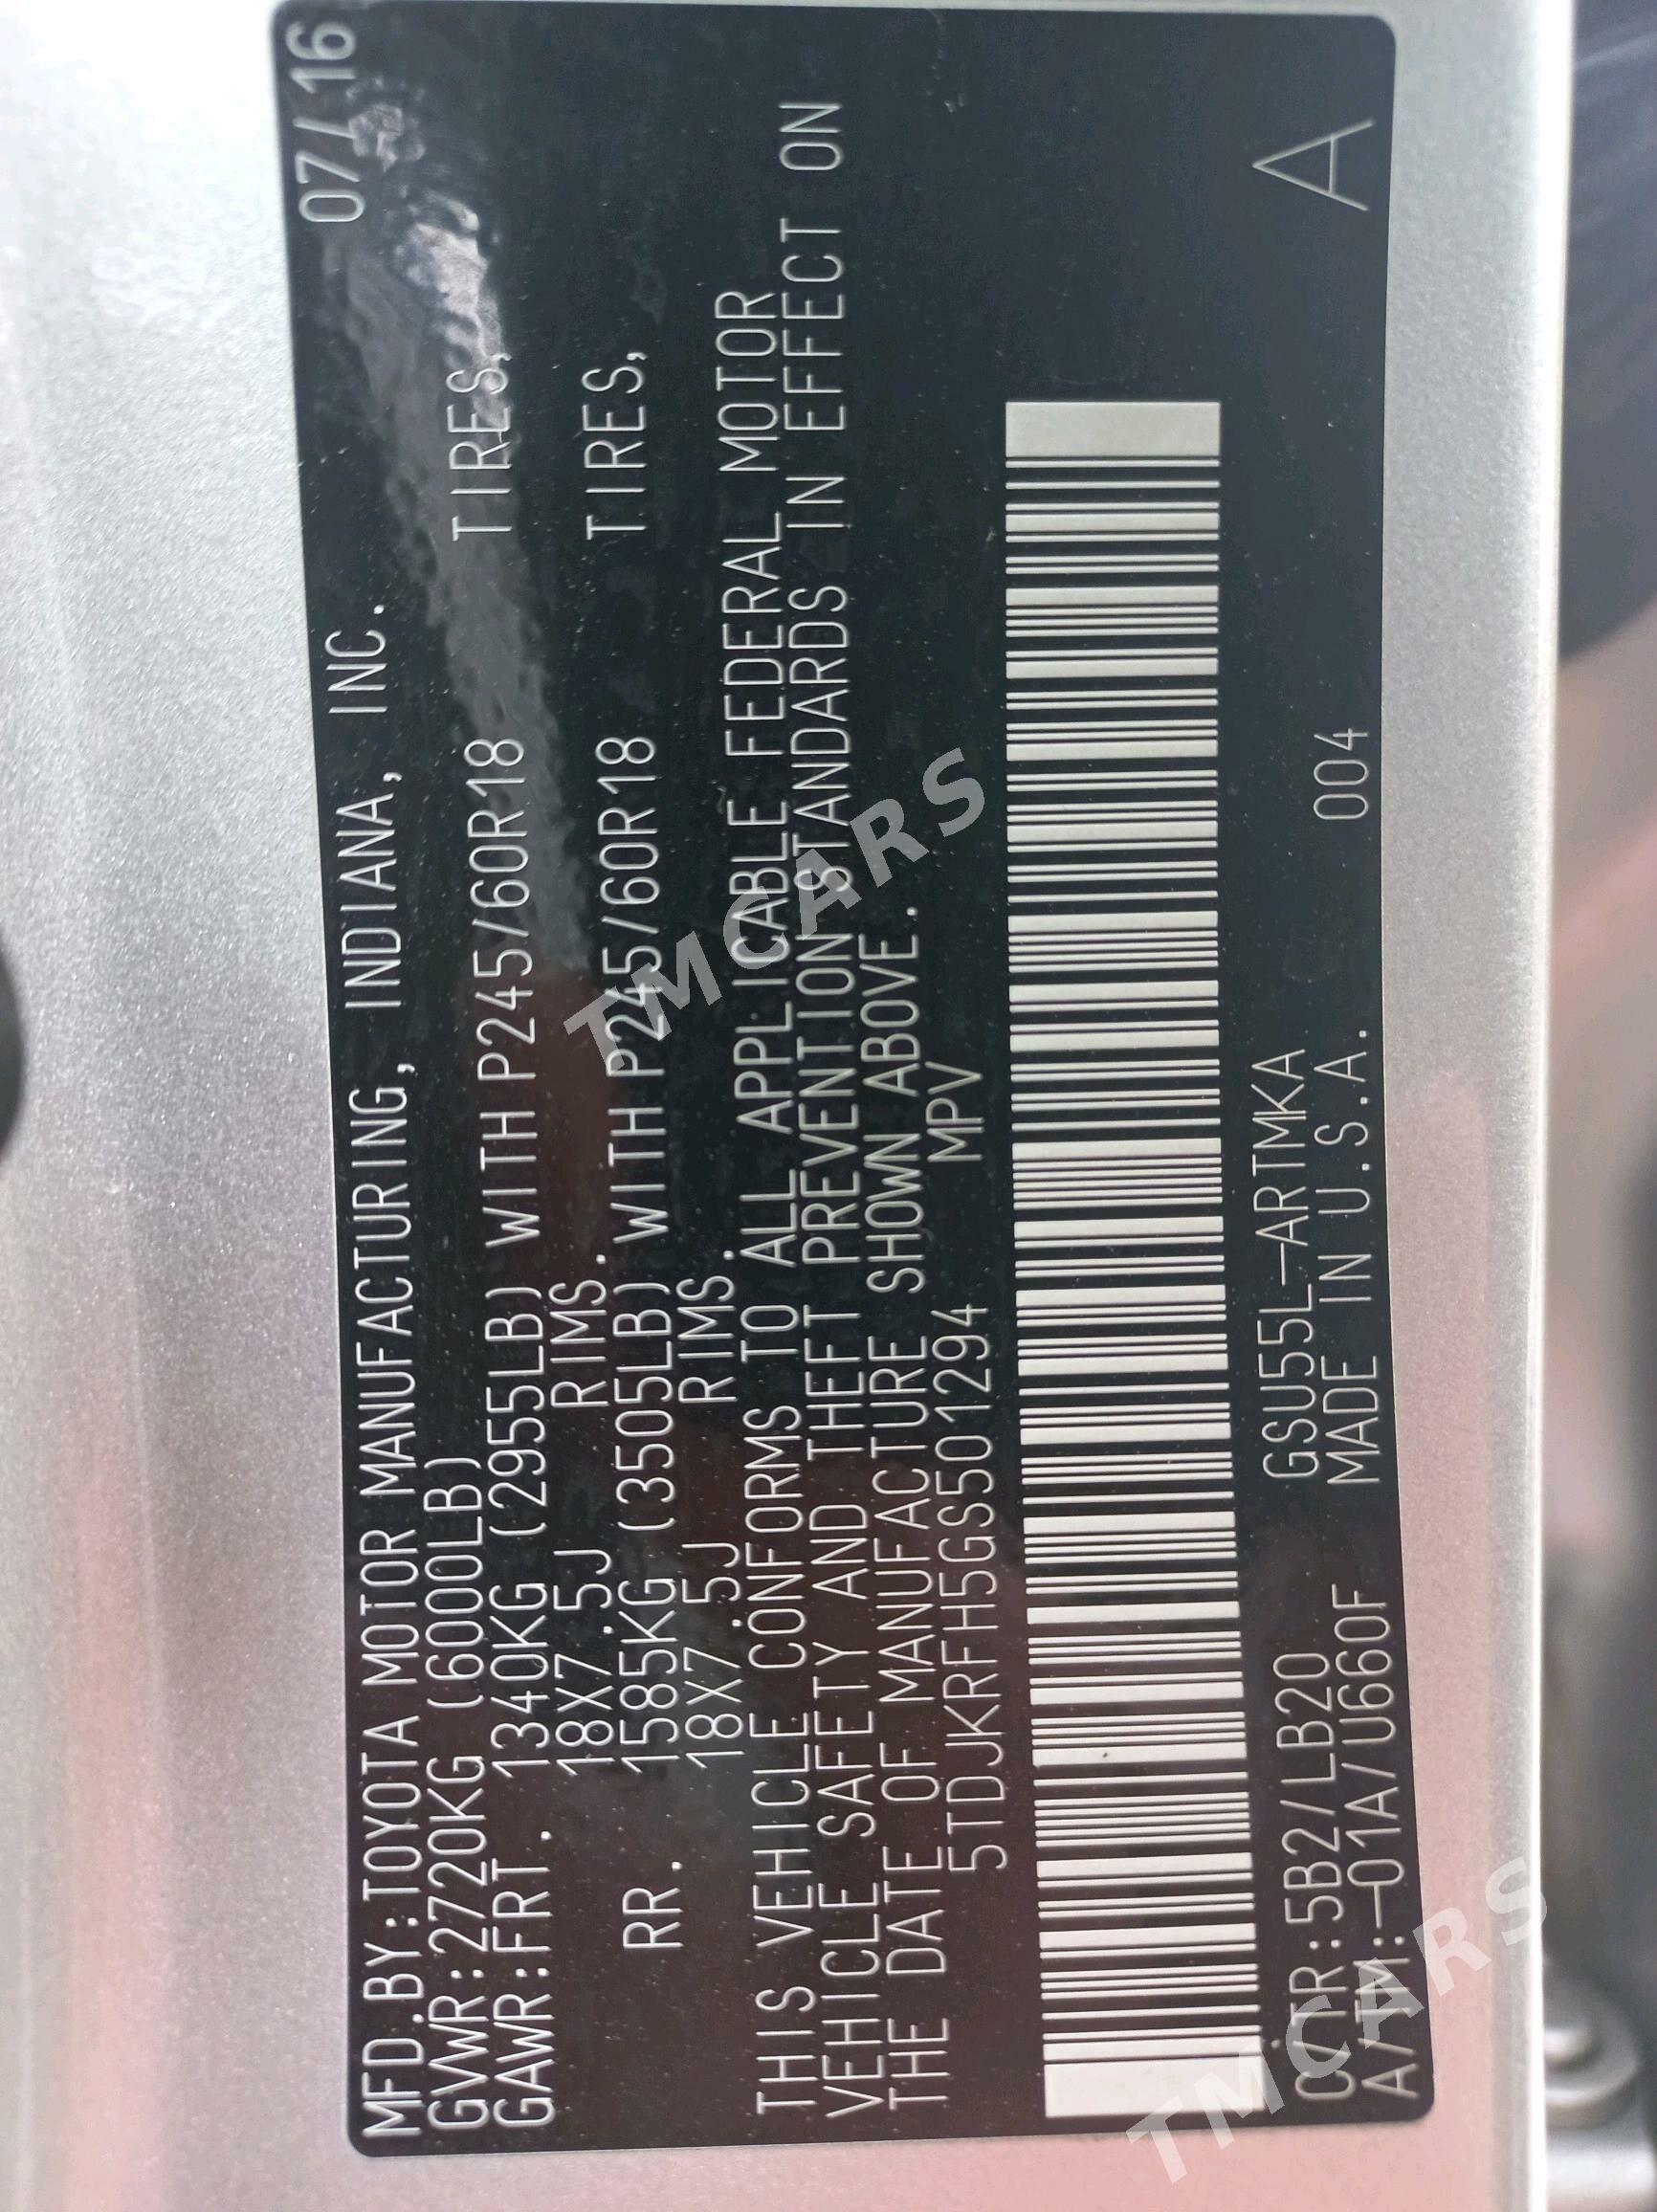 MFD.BY:TOYOTA MOTOR MANUFACTURING, INDIANA, INC. 07/16
GVWR:2720KG (6000LB)
GAWR:FRT. 1340KG (2955LB) WITH P245/60R18 TIRES,
18X7.5J RIMS.
RR. 1585KG (3505LB) WITH P245/60R18 TIRES,
18X7.5J RIMS.
THIS VEHICLE CONFORMS TO ALL APPLICABLE FEDERAL MOTOR
VEHICLE SAFETY AND THEFT PREVENTION STANDARDS IN EFFECT ON
THE DATE OF MANUFACTURE SHOWN ABOVE.
5TDJKRFH5GS501294 MPV
C/TR:5B2/LB20 GSU55L-ARTMKA A
A/TM:-01A/U660F MADE IN U.S.A. 004
TMCARS
TMCARS